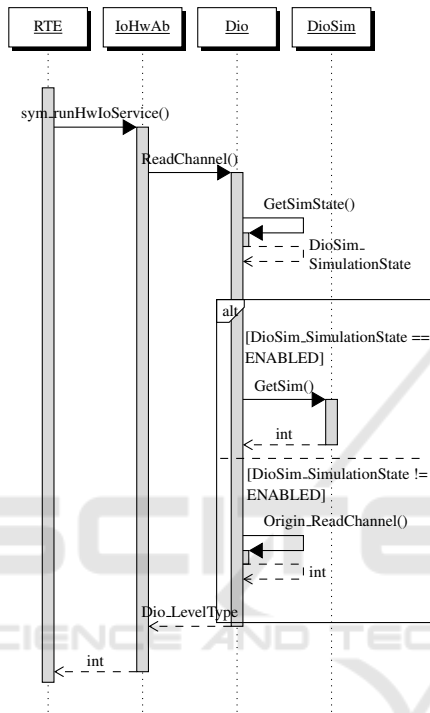 RTE IoHwAb Dio DioSim
sym_runHwIoService()
ReadChannel()
GetSimState()
DioSim_
SimulationState
alt
[DioSim_SimulationState ==
ENABLED]
GetSim()
int
[DioSim_SimulationState !=
ENABLED]
Origin_ReadChannel()
int
Dio_LevelType
int